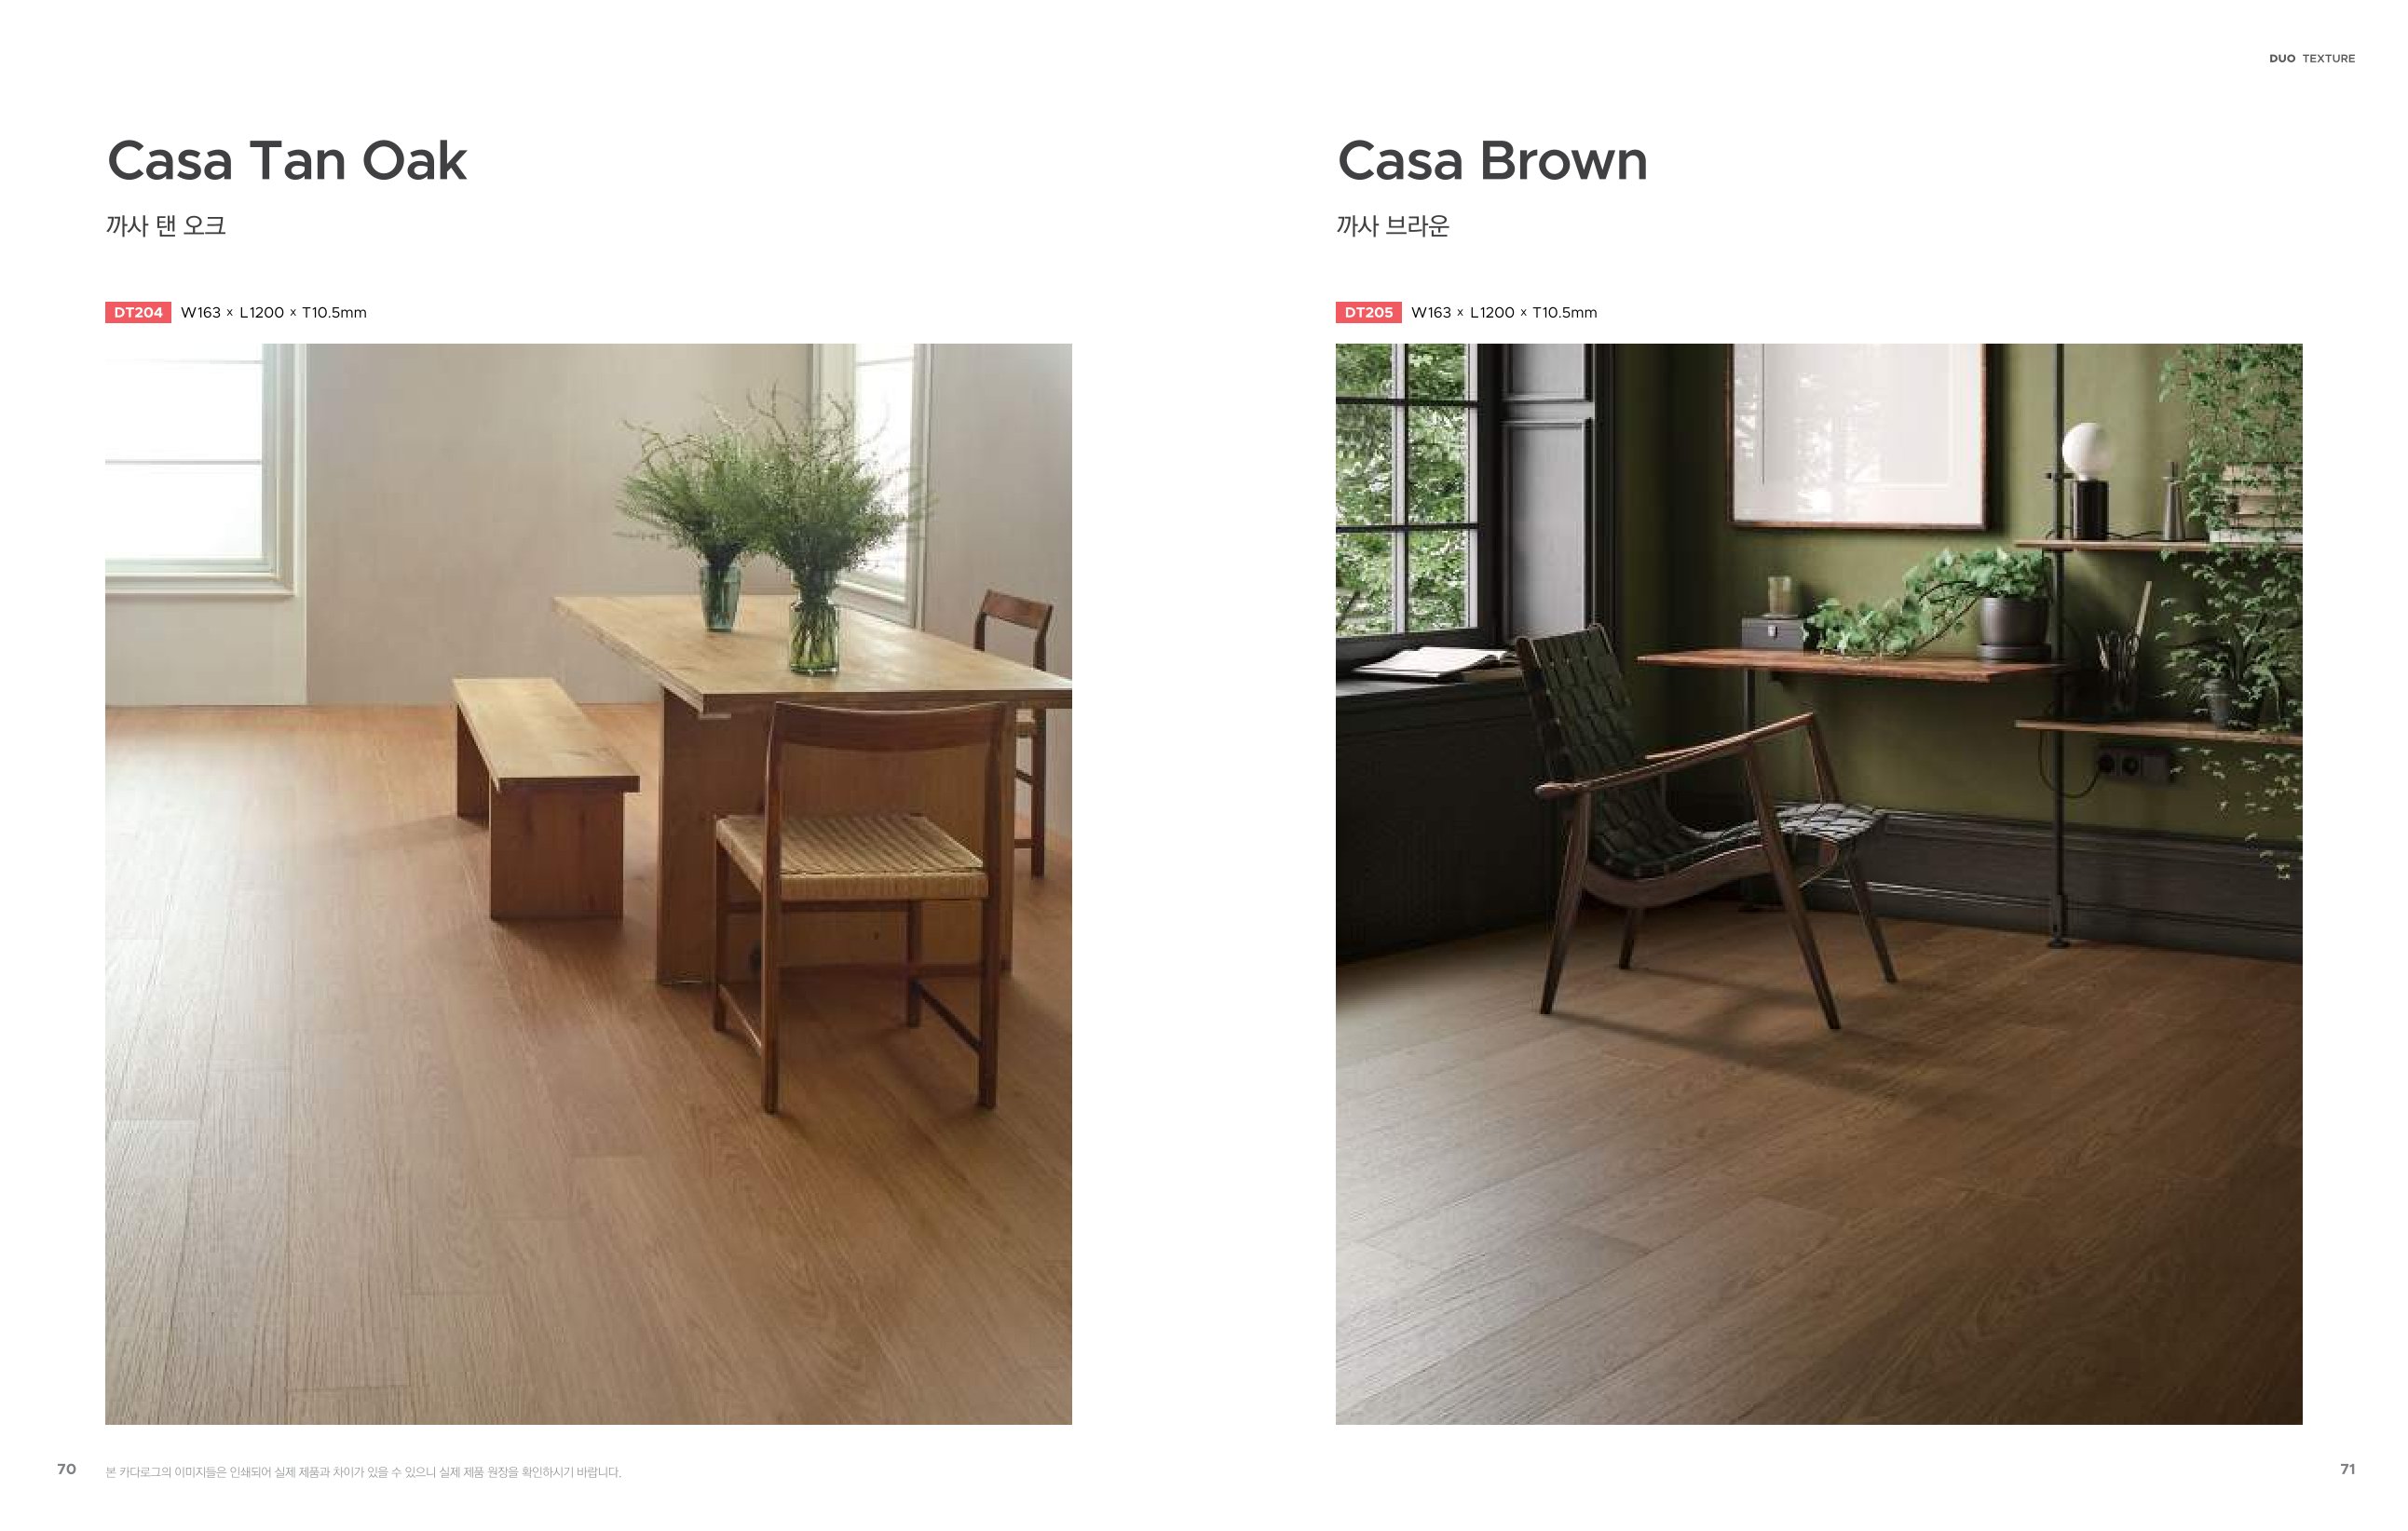 DUO TEXTURE
Casa Tan Oak
까사 탠 오크
DT204 W163 × L1200 × T10.5mm
Casa Brown
까사 브라운
DT205 W163 × L1200 × T10.5mm
70 본 카다로그의 이미지들은 인쇄되어 실제 제품과 차이가 있을 수 있으니 실제 제품 원장을 확인하시기 바랍니다.
71